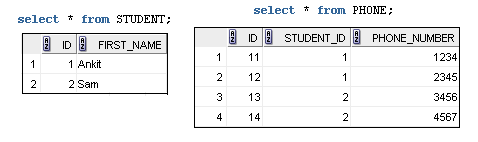 select * from STUDENT;
ID FIRST_NAME
1 1 Ankit
2 2 Sam
select * from PHONE;
ID STUDENT_ID PHONE_NUMBER
1 11 1 1234
2 12 1 2345
3 13 2 3456
4 14 2 4567